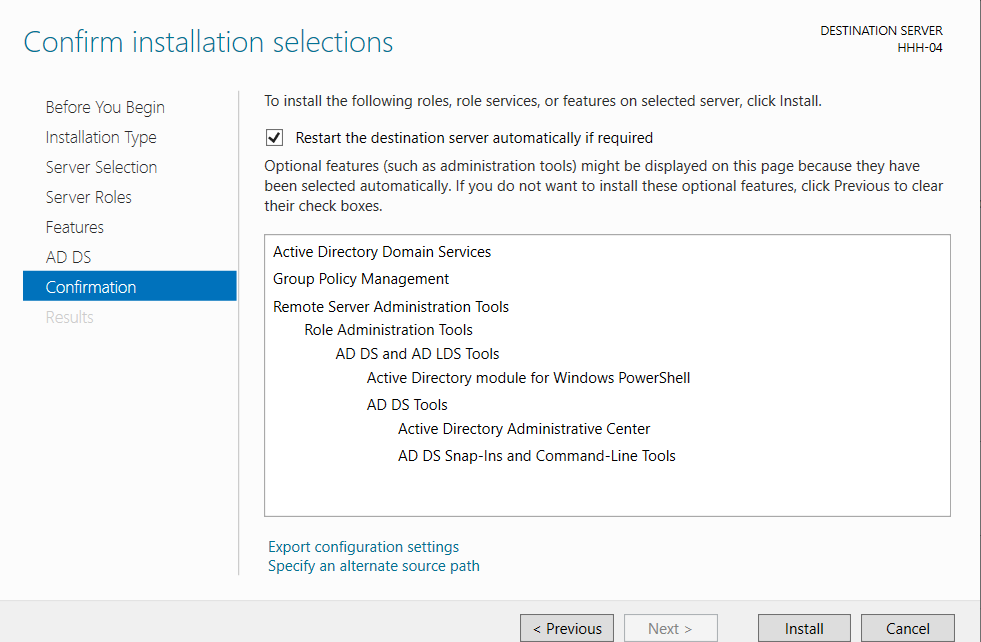 Confirm installation selections
DESTINATION SERVER
HHH-04
Before You Begin
Installation Type
Server Selection
Server Roles
Features
AD DS
Confirmation
Results
To install the following roles, role services, or features on selected server, click Install.
Restart the destination server automatically if required
Optional features (such as administration tools) might be displayed on this page because they have
been selected automatically. If you do not want to install these optional features, click Previous to clear
their check boxes.
Active Directory Domain Services
Group Policy Management
Remote Server Administration Tools
Role Administration Tools
AD DS and AD LDS Tools
Active Directory module for Windows PowerShell
AD DS Tools
Active Directory Administrative Center
AD DS Snap-Ins and Command-Line Tools
Export configuration settings
Specify an alternate source path
< Previous
Next >
Install
Cancel